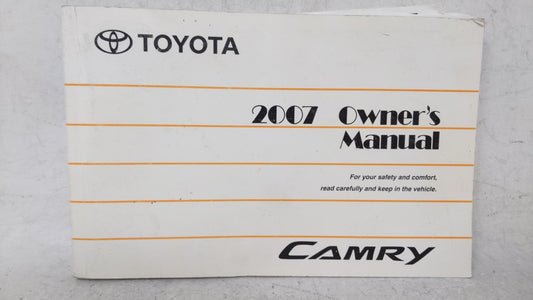 TOYOTA
2007 Owner's
Manual
For your safety and comfort,
read carefully and keep in the vehicle.
CAMRY